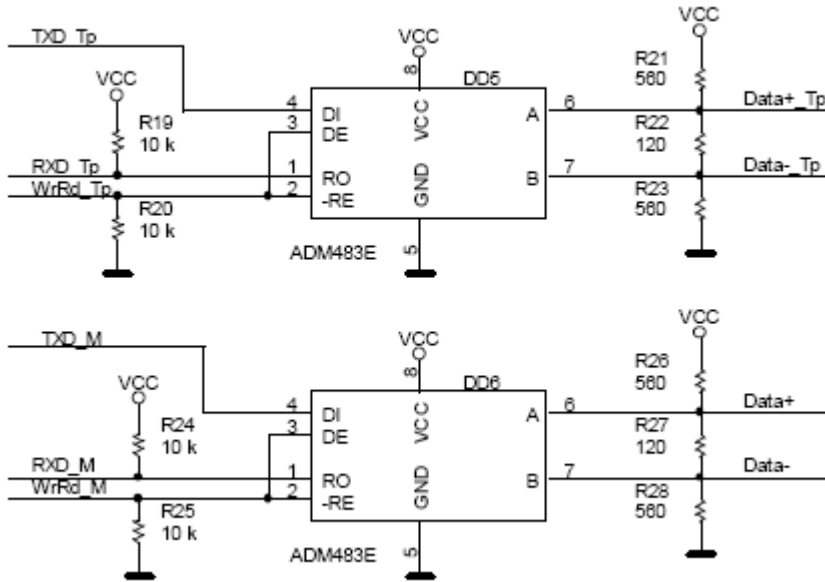 TXD_Tp
VCC
R19
10 k
RXD_Tp
WrRd_Tp
R20
10 k
VCC
8
DD5
4
3
1
2
DI
DE
RO
-RE
VCC
GND
A
B
6
7
5
ADM483E
VCC
R21
560
R22
120
R23
560
Data+_Tp
Data-_Tp
TXD_M
VCC
R24
10 k
RXD_M
WrRd_M
R25
10 k
VCC
8
DD6
4
3
1
2
DI
DE
RO
-RE
VCC
GND
A
B
6
7
5
ADM483E
VCC
R26
560
R27
120
R28
560
Data+
Data-